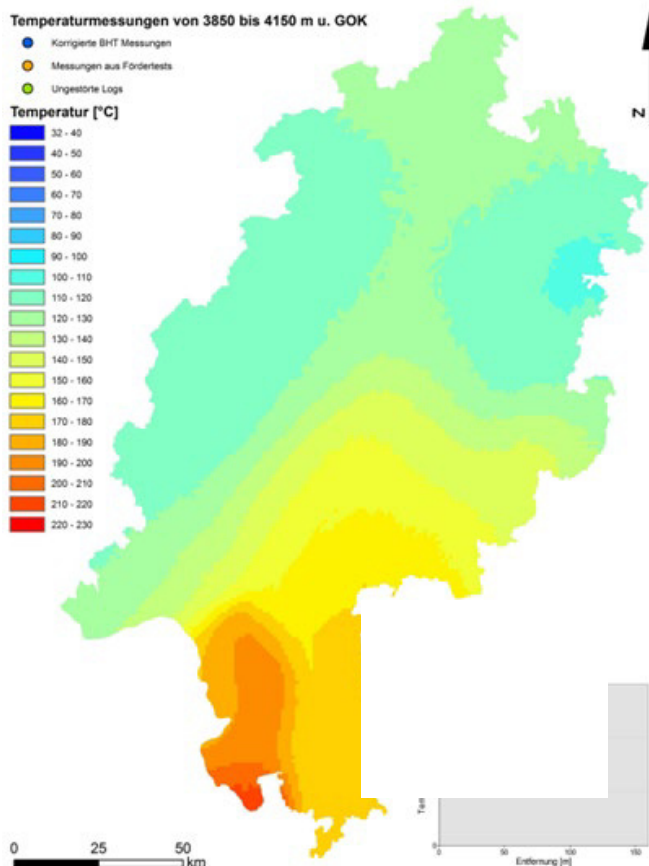 Temperaturmessungen von 3850 bis 4150 m u. GOK
Korrigierte BHT Messungen
Messungen aus Fördertests
Ungestörte Logs
Temperatur [°C]
32 - 40
40 - 50
50 - 60
60 - 70
70 - 80
80 - 90
90 - 100
100 - 110
110 - 120
120 - 130
130 - 140
140 - 150
150 - 160
160 - 170
170 - 180
180 - 190
190 - 200
200 - 210
210 - 220
220 - 230
N
0 25 50
km
0 50 100 150
Entfernung [m]